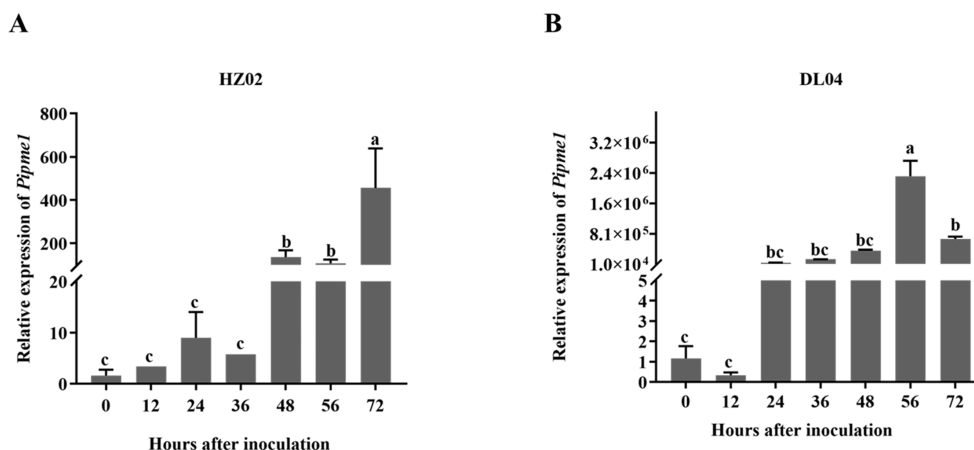 A
HZ02
Relative expression of Pipme1
800
600
400
200
20
10
0
c
c
c
c
b
b
a
0 12 24 36 48 56 72
Hours after inoculation
B
DL04
Relative expression of Pipme1
3.2×10⁶
2.4×10⁶
1.6×10⁶
8.1×10⁵
1.0×10⁴
5
4
3
2
1
0
c
c
bc
bc
bc
a
b
0 12 24 36 48 56 72
Hours after inoculation